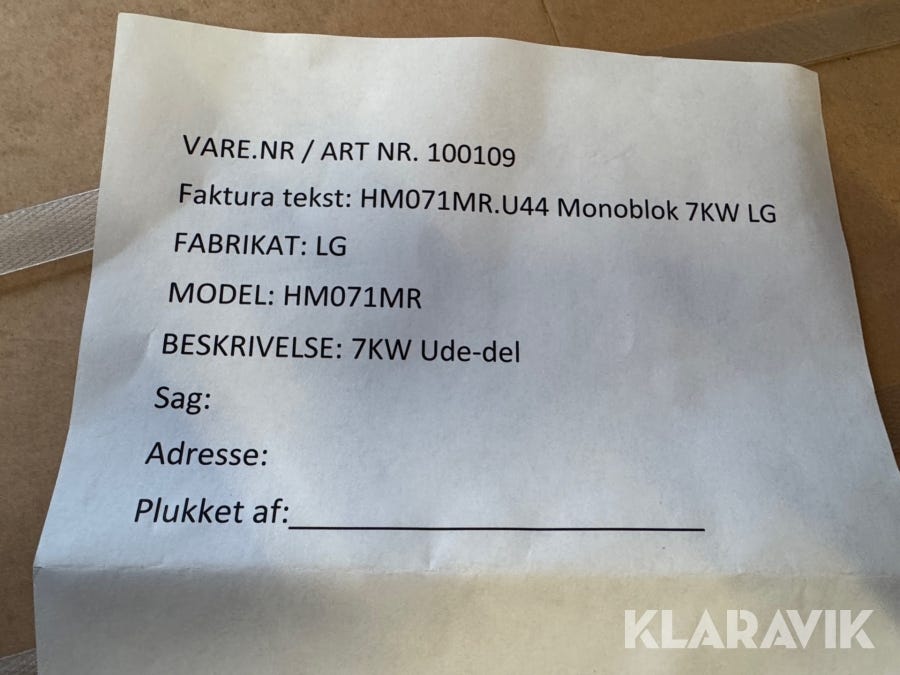 VARE.NR / ART NR. 100109
Faktura tekst: HM071MR.U44 Monoblok 7KW LG
FABRIKAT: LG
MODEL: HM071MR
BESKRIVELSE: 7KW Ude-del
Sag:
Adresse:
Plukket af:
KLARAVIK